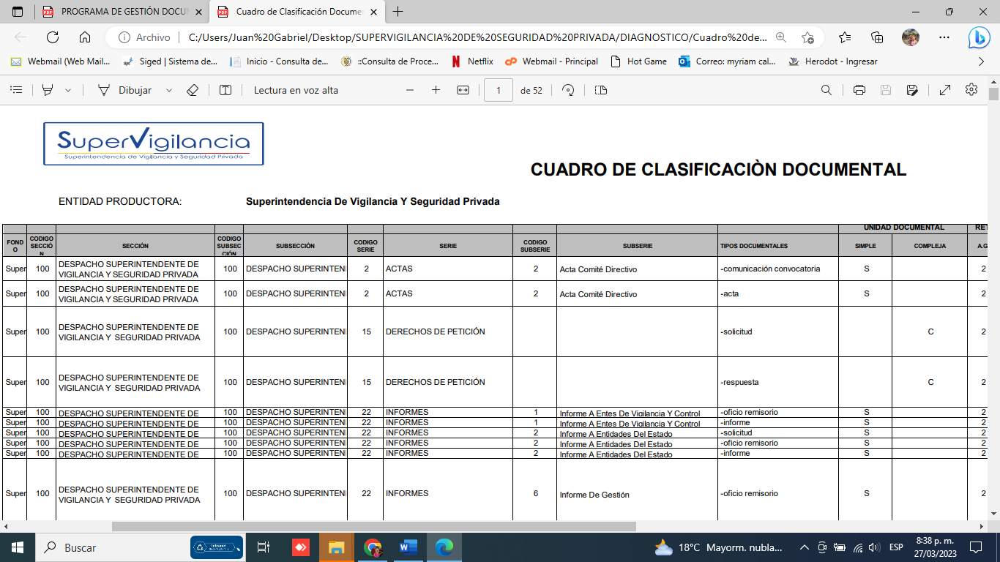 PROGRAMA DE GESTIÓN DOCU
Cuadro de Clasificación Docume
Archivo
C:/Users/Juan%20Gabriel/Desktop/SUPERVIGILANCIA%20DE%20SEGURIDAD%20PRIVADA/DIAGNOSTICO/Cuadro%20de...
Webmail (Web Mail... Siged | Sistema de... Inicio - Consulta de... ::Consulta de Proce... Netflix Webmail - Principal Hot Game Correo: myriam cal... Herodot - Ingresar
Dibujar Lectura en voz alta 1 de 52
SuperVigilancia
Superintendencia de Vigilancia y Seguridad Privada
CUADRO DE CLASIFICACIÒN DOCUMENTAL
ENTIDAD PRODUCTORA: Superintendencia De Vigilancia Y Seguridad Privada
UNIDAD DOCUMENTAL RET
FONDO CODIGO SECCIÓN SECCIÓN CODIGO SUBSECCIÓN SUBSECCIÓN CODIGO SERIE SERIE CODIGO SUBSERIE SUBSERIE TIPOS DOCUMENTALES SIMPLE COMPLEJA A.G
Super 100 DESPACHO SUPERINTENDENTE DE VIGILANCIA Y SEGURIDAD PRIVADA 100 DESPACHO SUPERINTEN 2 ACTAS 2 Acta Comité Directivo -comunicación convocatoria S 2
Super 100 DESPACHO SUPERINTENDENTE DE VIGILANCIA Y SEGURIDAD PRIVADA 100 DESPACHO SUPERINTEN 2 ACTAS 2 Acta Comité Directivo -acta S 2
Super 100 DESPACHO SUPERINTENDENTE DE VIGILANCIA Y SEGURIDAD PRIVADA 100 DESPACHO SUPERINTEN 15 DERECHOS DE PETICIÓN -solicitud C 2
Super 100 DESPACHO SUPERINTENDENTE DE VIGILANCIA Y SEGURIDAD PRIVADA 100 DESPACHO SUPERINTEN 15 DERECHOS DE PETICIÓN -respuesta C 2
Super 100 DESPACHO SUPERINTENDENTE DE 100 DESPACHO SUPERINTEN 22 INFORMES 1 Informe A Entes De Vigilancia Y Control -oficio remisorio S 2
Super 100 DESPACHO SUPERINTENDENTE DE 100 DESPACHO SUPERINTEN 22 INFORMES 1 Informe A Entes De Vigilancia Y Control -informe S 2
Super 100 DESPACHO SUPERINTENDENTE DE 100 DESPACHO SUPERINTEN 22 INFORMES 2 Informe A Entidades Del Estado -solicitud S 2
Super 100 DESPACHO SUPERINTENDENTE DE 100 DESPACHO SUPERINTEN 22 INFORMES 2 Informe A Entidades Del Estado -oficio remisorio S 2
Super 100 DESPACHO SUPERINTENDENTE DE 100 DESPACHO SUPERINTEN 22 INFORMES 2 Informe A Entidades Del Estado -informe S 2
Super 100 DESPACHO SUPERINTENDENTE DE VIGILANCIA Y SEGURIDAD PRIVADA 100 DESPACHO SUPERINTEN 22 INFORMES 6 Informe De Gestión -oficio remisorio S 2
Buscar Intranet 18°C Mayorm. nubla... ESP 8:38 p. m.
27/03/2023